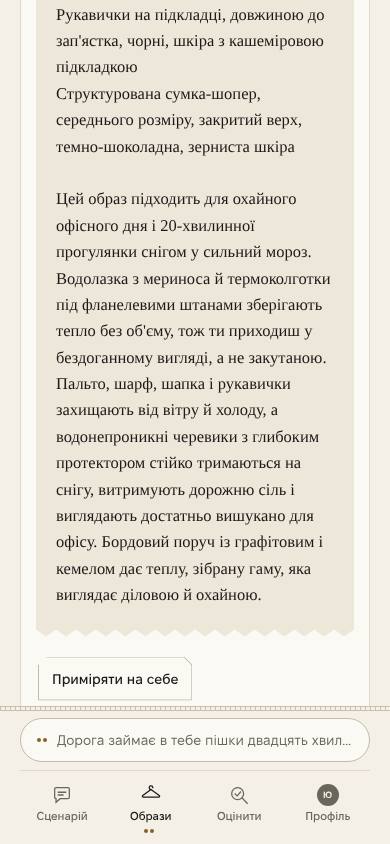 Рукавички на підкладці, довжиною до
зап'ястка, чорні, шкіра з кашеміровою
підкладкою
Структурована сумка-шопер,
середнього розміру, закритий верх,
темно-шоколадна, зерниста шкіра
Цей образ підходить для охайного
офісного дня і 20-хвилинної
прогулянки снігом у сильний мороз.
Водолазка з мериноса й термоколготки
під фланелевими штанами зберігають
тепло без об'єму, тож ти приходиш у
бездоганному вигляді, а не закутаною.
Пальто, шарф, шапка і рукавички
захищають від вітру й холоду, а
водонепроникні черевики з глибоким
протектором стійко тримаються на
снігу, витримують дорожню сіль і
виглядають достатньо вишукано для
офісу. Бордовий поруч із графітовим і
кемелом дає теплу, зібрану гаму, яка
виглядає діловою й охайною.
Приміряти на себе
Дорога займає в тебе пішки двадцять хвил...
Сценарій
Образи
Оцінити
Ю
Профіль